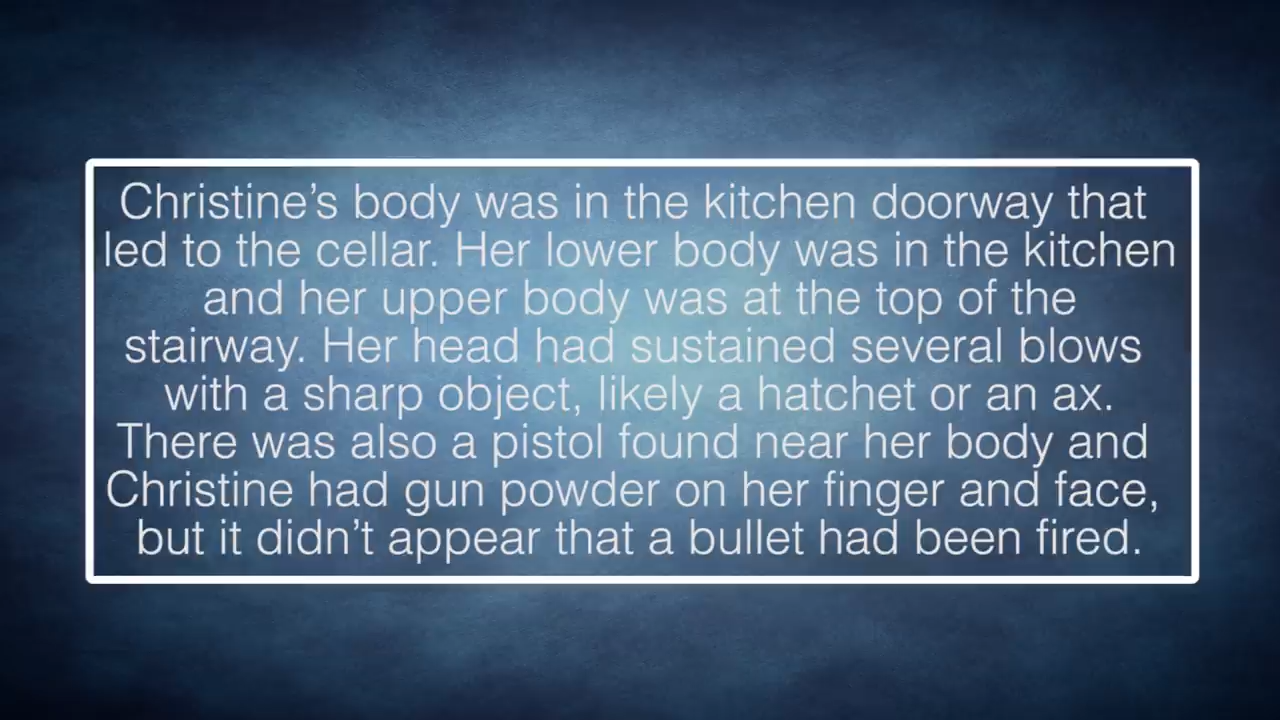 Christine’s body was in the kitchen doorway that
led to the cellar. Her lower body was in the kitchen
and her upper body was at the top of the
stairway. Her head had sustained several blows
with a sharp object, likely a hatchet or an ax.
There was also a pistol found near her body and
Christine had gun powder on her finger and face,
but it didn’t appear that a bullet had been fired.